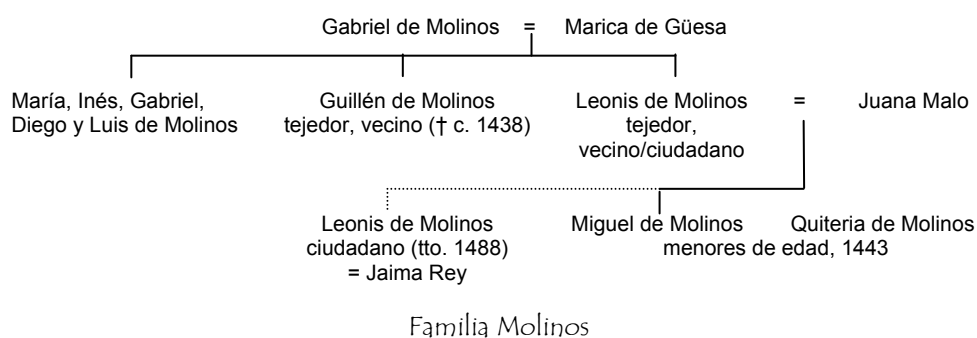 Gabriel de Molinos = Marica de Güesa
María, Inés, Gabriel, Guillén de Molinos Leonis de Molinos = Juana Malo
Diego y Luis de Molinos tejedor, vecino († c. 1438) tejedor,
vecino/ciudadano
Leonis de Molinos Miguel de Molinos Quiteria de Molinos
ciudadano (tto. 1488) menores de edad, 1443
= Jaima Rey
Familia Molinos